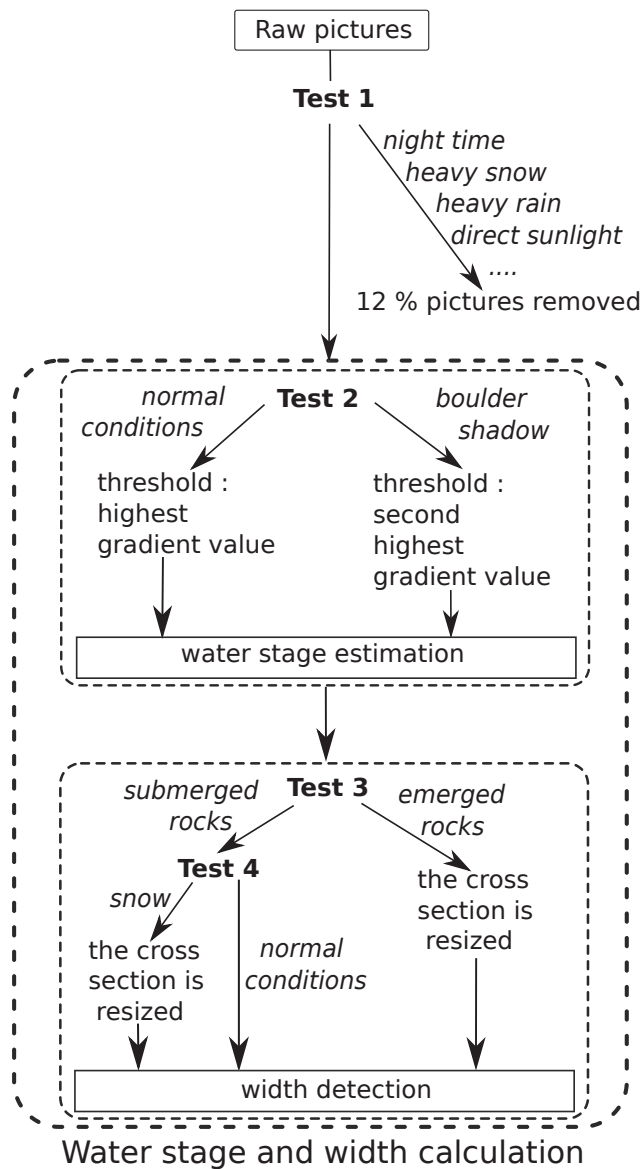 Raw pictures
Test 1
night time
heavy snow
heavy rain
direct sunlight
....
12 % pictures removed
Test 2
normal
conditions
boulder
shadow
threshold :
highest
gradient value
threshold :
second
highest
gradient value
water stage estimation
Test 3
submerged
rocks
emerged
rocks
Test 4
snow
the cross
section is
resized
normal
conditions
the cross
section is
resized
width detection
Water stage and width calculation